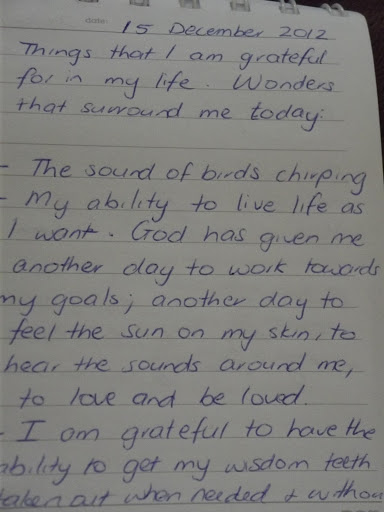 date:
15 December 2012
Things that I am grateful
for in my life. Wonders
that surround me today:
- The sound of birds chirping
- My ability to live life as
I want. God has given me
another day to work towards
my goals; another day to
feel the sun on my skin, to
hear the sounds around me,
to love and be loved.
- I am grateful to have the
ability to get my wisdom teeth
taken out when needed & withou